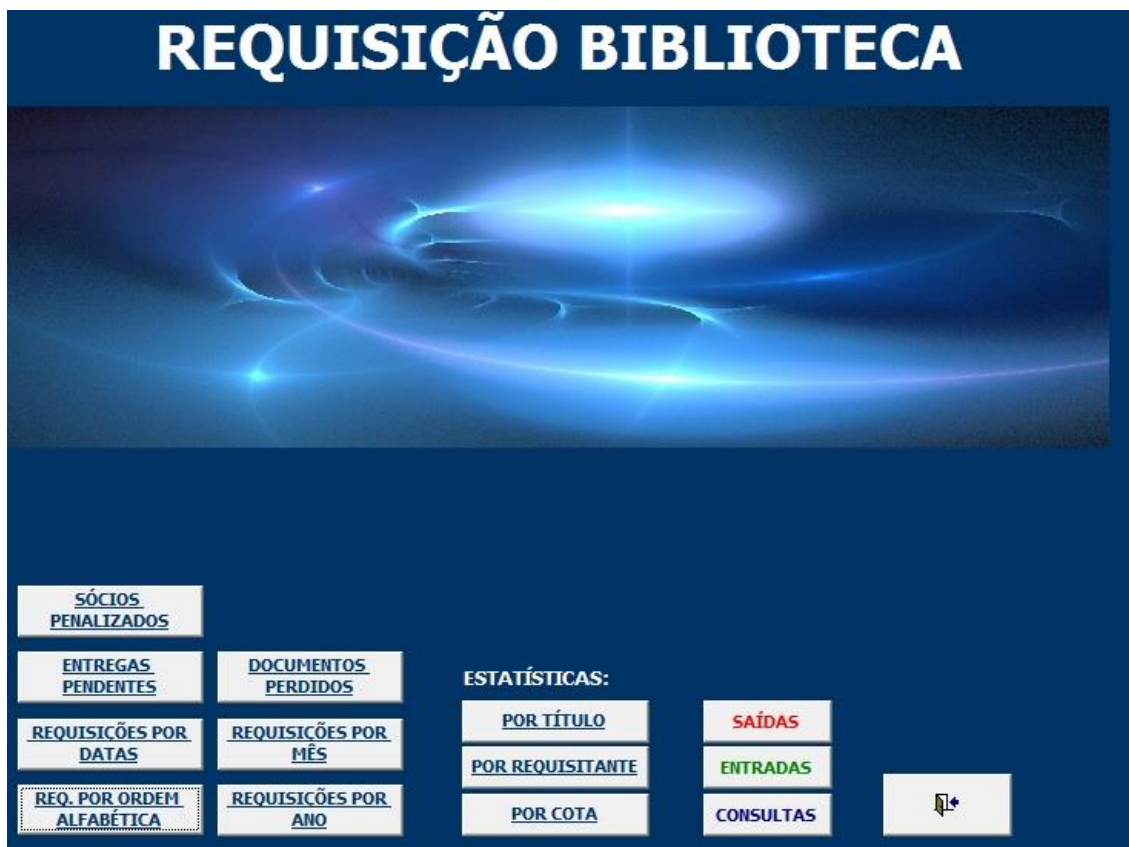 REQUISIÇÃO BIBLIOTECA
SÓCIOS
PENALIZADOS
ENTREGAS
PENDENTES
DOCUMENTOS
PERDIDOS
REQUISIÇÕES POR
DATAS
REQUISIÇÕES POR
MÊS
REQ. POR ORDEM
ALFABÉTICA
REQUISIÇÕES POR
ANO
ESTATÍSTICAS:
POR TÍTULO
POR REQUISITANTE
POR COTA
SAÍDAS
ENTRADAS
CONSULTAS